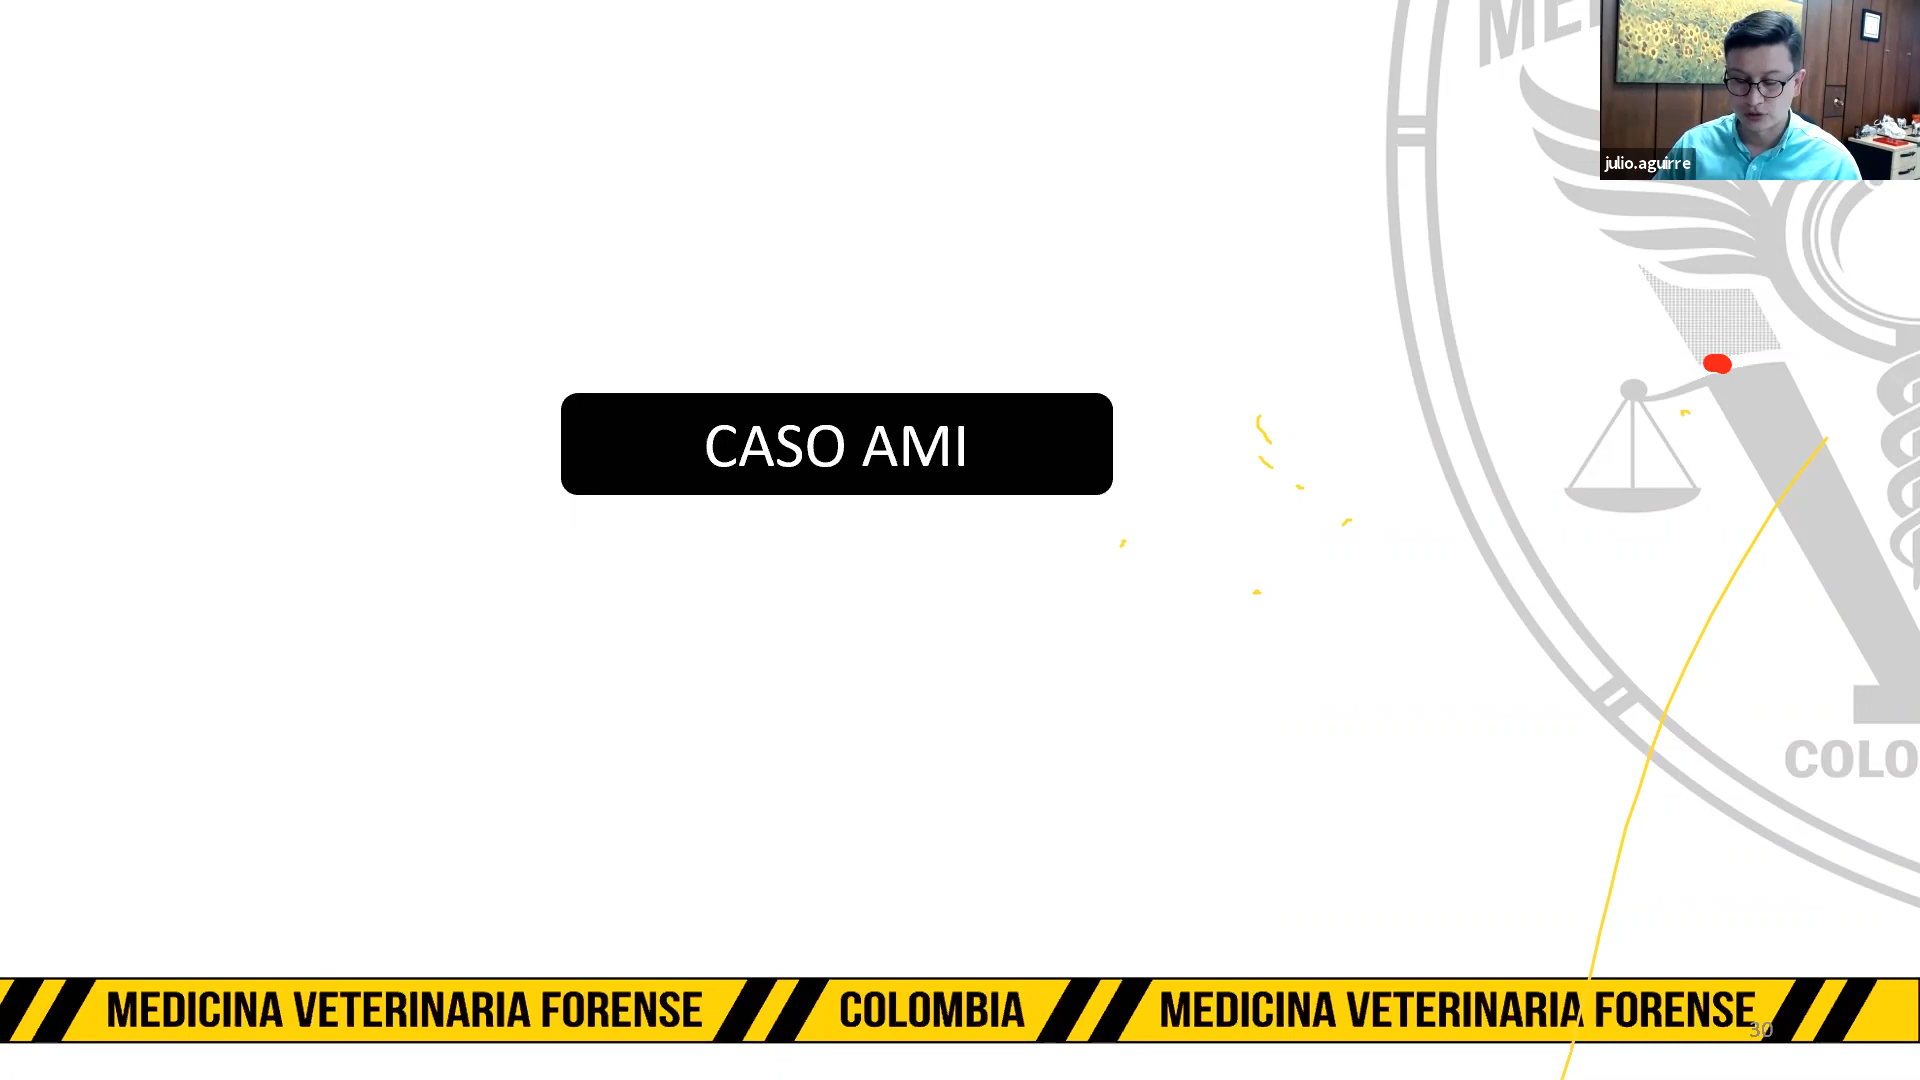 julio.aguirre
CASO AMI
COLO
MEDICINA VETERINARIA FORENSE COLOMBIA MEDICINA VETERINARIA FORENSE
30